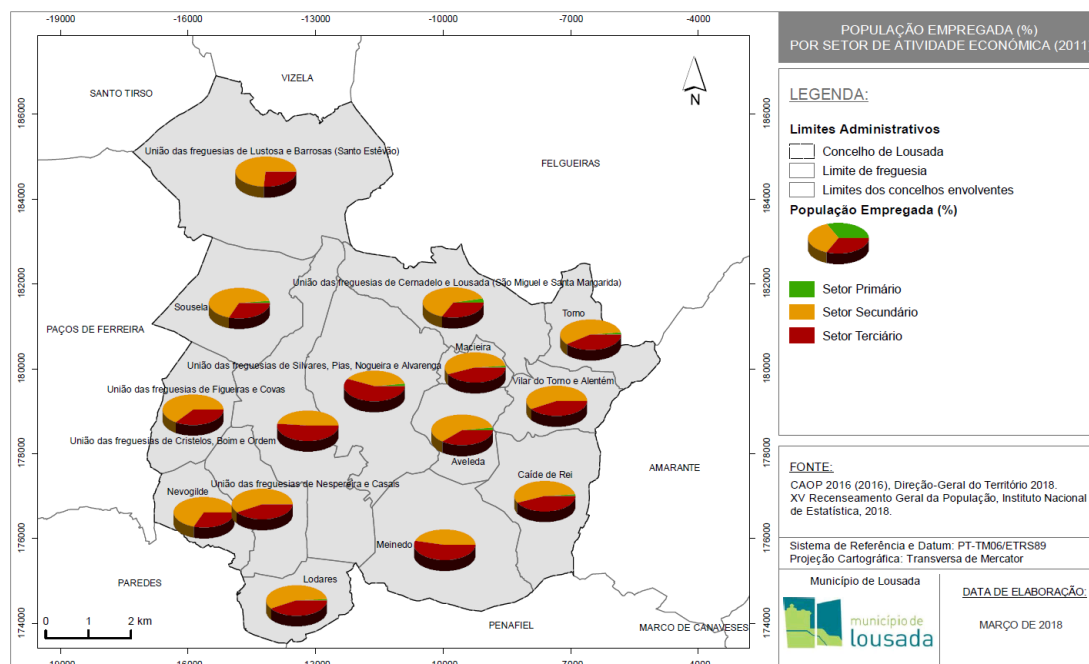 -19000
-16000
-13000
-10000
-7000
-4000
POPULAÇÃO EMPREGADA (%)
POR SETOR DE ATIVIDADE ECONÓMICA (2011
VIZELA
SANTO TIRSO
N
LEGENDA:
186000
186000
Limites Administrativos
União das freguesias de Lustosa e Barrosas (Santo Estêvão)
Concelho de Lousada
FELGUEIRAS
Limite de freguesia
Limites dos concelhos envolventes
184000
184000
População Empregada (%)
182000
182000
União das freguesias de Cernadelo e Lousada (São Miguel e Santa Margarida)
Setor Primário
Sousela
Torno
Setor Secundário
PAÇOS DE FERREIRA
Setor Terciário
Macieira
180000
180000
União das freguesias de Silvares, Pias, Nogueira e Alvarenga
Vilar do Torno e Alentém
União das freguesias de Figueiras e Covas
União das freguesias de Cristelos, Boim e Ordem
178000
178000
Aveleda
AMARANTE
FONTE:
Caíde de Rei
CAOP 2016 (2016), Direção-Geral do Território 2018.
União das freguesias de Nespereira e Casais
XV Recenseamento Geral da População, Instituto Nacional
Nevogilde
de Estatística, 2018.
176000
176000
Meinedo
Sistema de Referência e Datum: PT-TM06/ETRS89
Projeção Cartográfica: Transversa de Mercator
PAREDES
Lodares
Município de Lousada
DATA DE ELABORAÇÃO:
174000
174000
0 1 2 km
PENAFIEL
MARCO DE CANAVESES
município de
lousada
MARÇO DE 2018
-19000
-16000
-13000
-10000
-7000
-4000